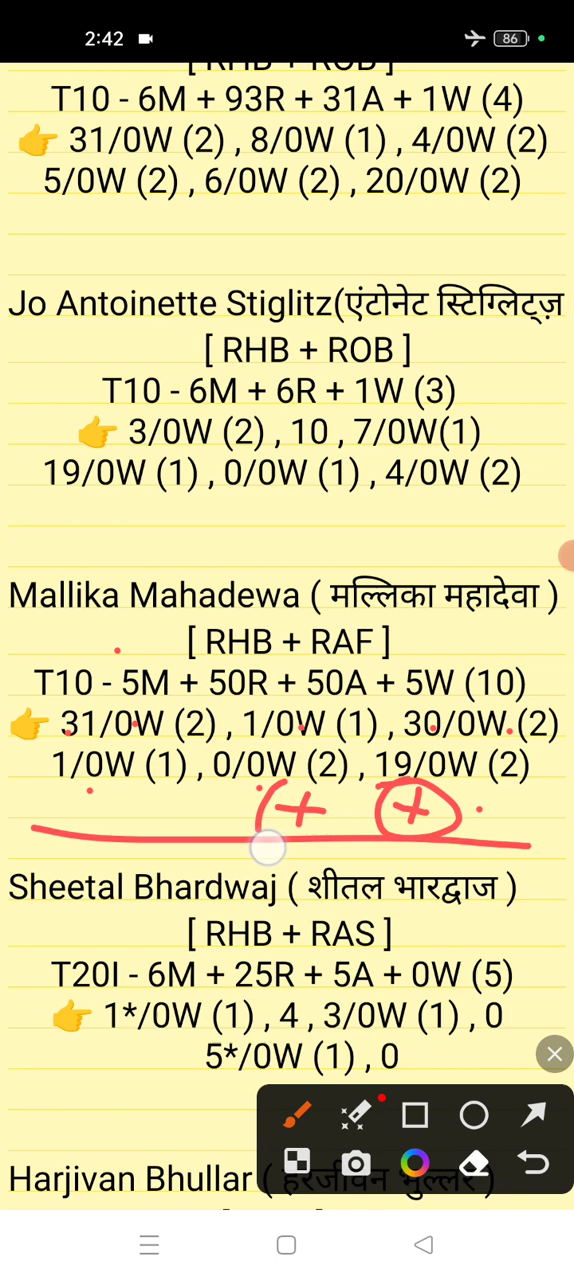 2:42
86
[ RHB + ROB ]
T10 - 6M + 93R + 31A + 1W (4)
👉 31/0W (2) , 8/0W (1) , 4/0W (2)
5/0W (2) , 6/0W (2) , 20/0W (2)
Jo Antoinette Stiglitz(एंटोनेट स्टिग्लिट्ज़
[ RHB + ROB ]
T10 - 6M + 6R + 1W (3)
👉 3/0W (2) , 10 , 7/0W(1)
19/0W (1) , 0/0W (1) , 4/0W (2)
Mallika Mahadewa ( मल्लिका महादेवा )
[ RHB + RAF ]
T10 - 5M + 50R + 50A + 5W (10)
👉 31/0W (2) , 1/0W (1) , 30/0W (2)
1/0W (1) , 0/0W (2) , 19/0W (2)
(+ +
Sheetal Bhardwaj ( शीतल भारद्वाज )
[ RHB + RAS ]
T20I - 6M + 25R + 5A + 0W (5)
👉 1*/0W (1) , 4 , 3/0W (1) , 0
5*/0W (1) , 0
Harjivan Bhullar ( हरजीवन भुल्लर )